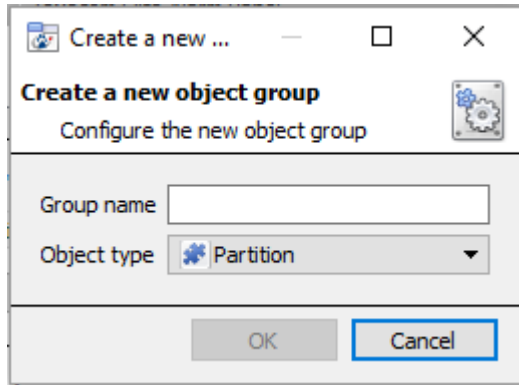 Create a new ...
Create a new object group
Configure the new object group
Group name
Object type Partition
OK Cancel